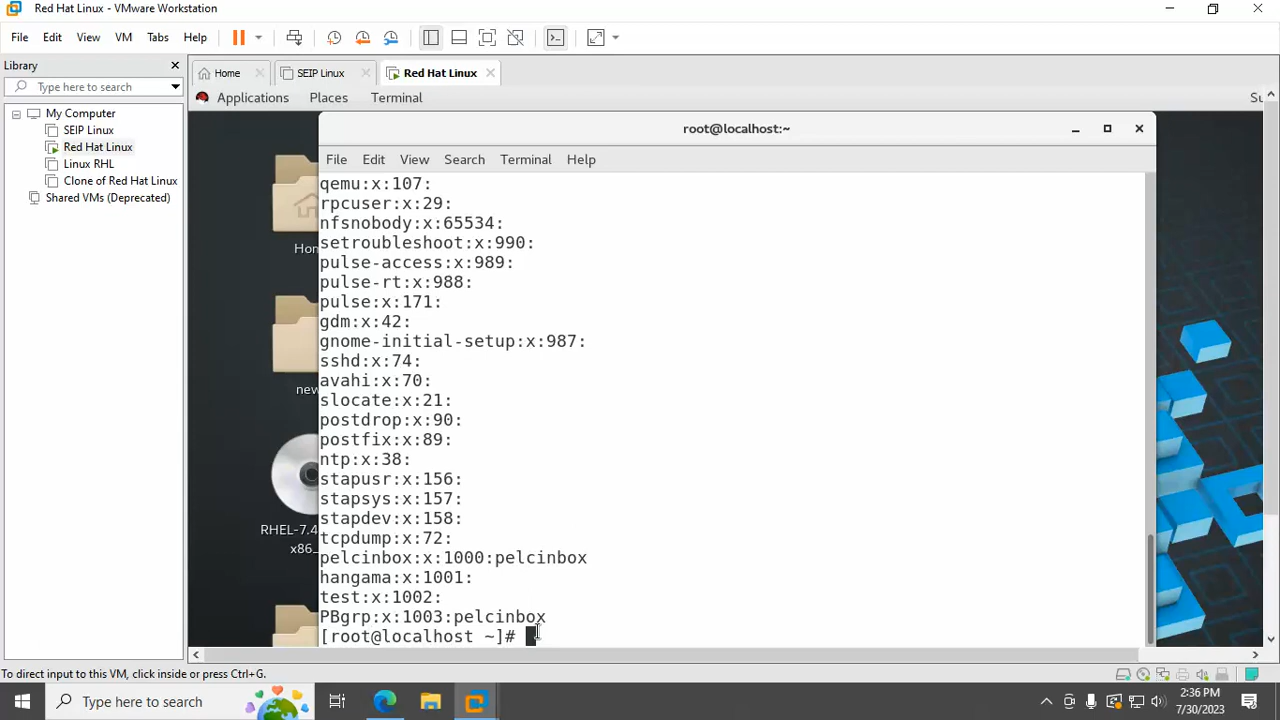 Red Hat Linux - VMware Workstation
File Edit View VM Tabs Help
Library
Type here to search
My Computer
SEIP Linux
Red Hat Linux
Linux RHL
Clone of Red Hat Linux
Shared VMs (Deprecated)
Home SEIP Linux Red Hat Linux
Applications Places Terminal
root@localhost:~
File Edit View Search Terminal Help
qemu:x:107:
rpcuser:x:29:
nfsnobody:x:65534:
setroubleshoot:x:990:
pulse-access:x:989:
pulse-rt:x:988:
pulse:x:171:
gdm:x:42:
gnome-initial-setup:x:987:
sshd:x:74:
avahi:x:70:
slocate:x:21:
postdrop:x:90:
postfix:x:89:
ntp:x:38:
stapusr:x:156:
stapsys:x:157:
stapdev:x:158:
tcpdump:x:72:
pelcinbox:x:1000:pelcinbox
hangama:x:1001:
test:x:1002:
PBgrp:x:1003:pelcinbox
[root@localhost ~]#
new
RHEL-7.4
x86_
To direct input to this VM, click inside or press Ctrl+G.
Type here to search
2:36 PM
7/30/2023